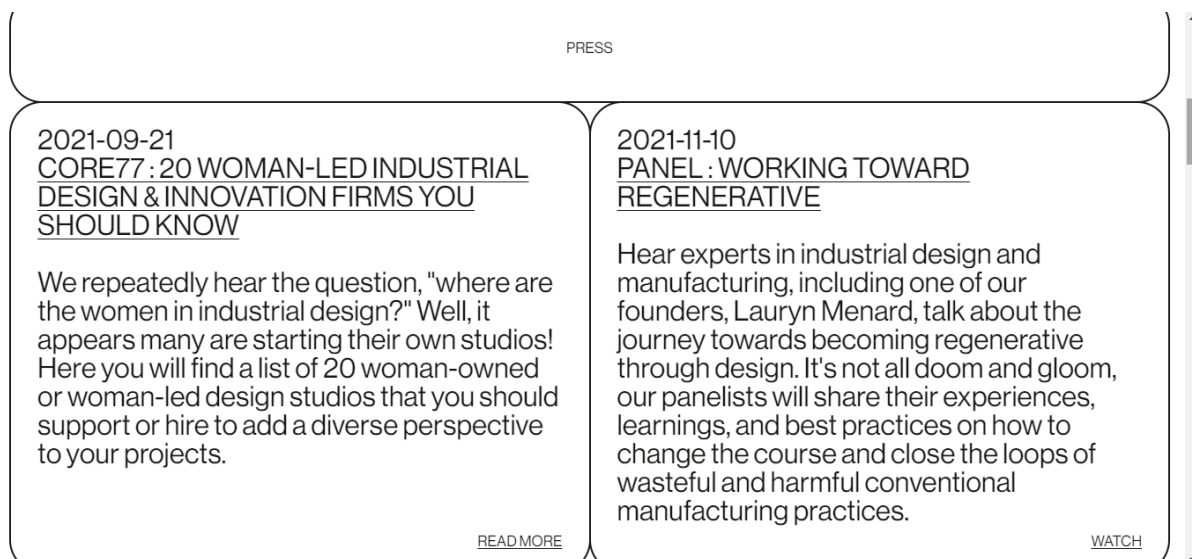 PRESS
2021-09-21
CORE77 : 20 WOMAN-LED INDUSTRIAL
DESIGN & INNOVATION FIRMS YOU
SHOULD KNOW
We repeatedly hear the question, "where are
the women in industrial design?" Well, it
appears many are starting their own studios!
Here you will find a list of 20 woman-owned
or woman-led design studios that you should
support or hire to add a diverse perspective
to your projects.
READ MORE
2021-11-10
PANEL : WORKING TOWARD
REGENERATIVE
Hear experts in industrial design and
manufacturing, including one of our
founders, Lauryn Menard, talk about the
journey towards becoming regenerative
through design. It's not all doom and gloom,
our panelists will share their experiences,
learnings, and best practices on how to
change the course and close the loops of
wasteful and harmful conventional
manufacturing practices.
WATCH